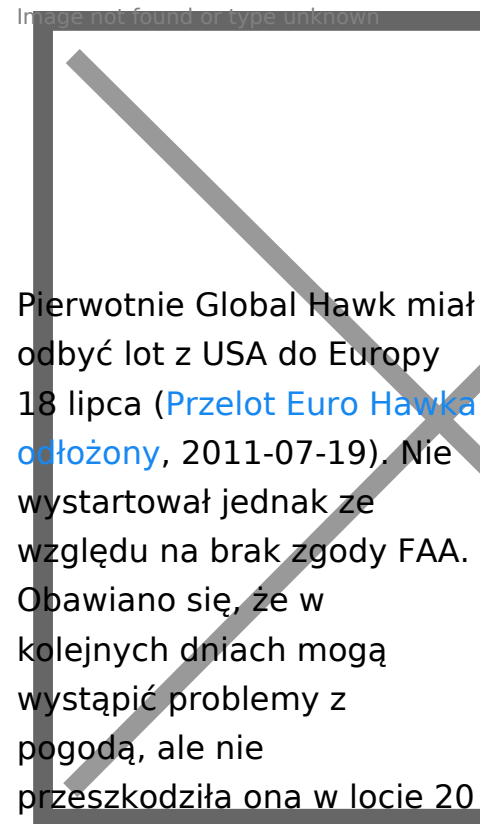 Image not found or type unknown
Pierwotnie Global Hawk miał
odbyć lot z USA do Europy
18 lipca (Przelot Euro Hawka
odłożony, 2011-07-19). Nie
wystartował jednak ze
względu na brak zgody FAA.
Obawiano się, że w
kolejnych dniach mogą
wystąpić problemy z
pogodą, ale nie
przeszkodziła ona w locie 20